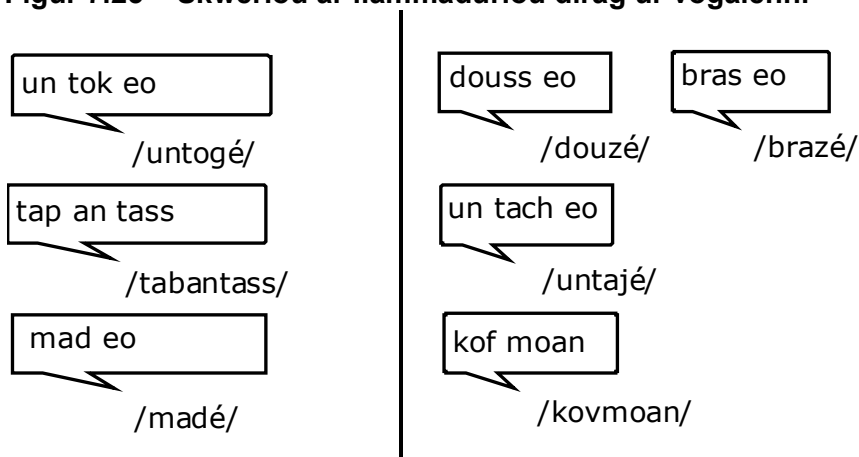 un tok eo
/untogé/
tap an tass
/tabantass/
mad eo
/madé/
douss eo
/douzé/
bras eo
/brazé/
un tach eo
/untajé/
kof moan
/kovmoan/